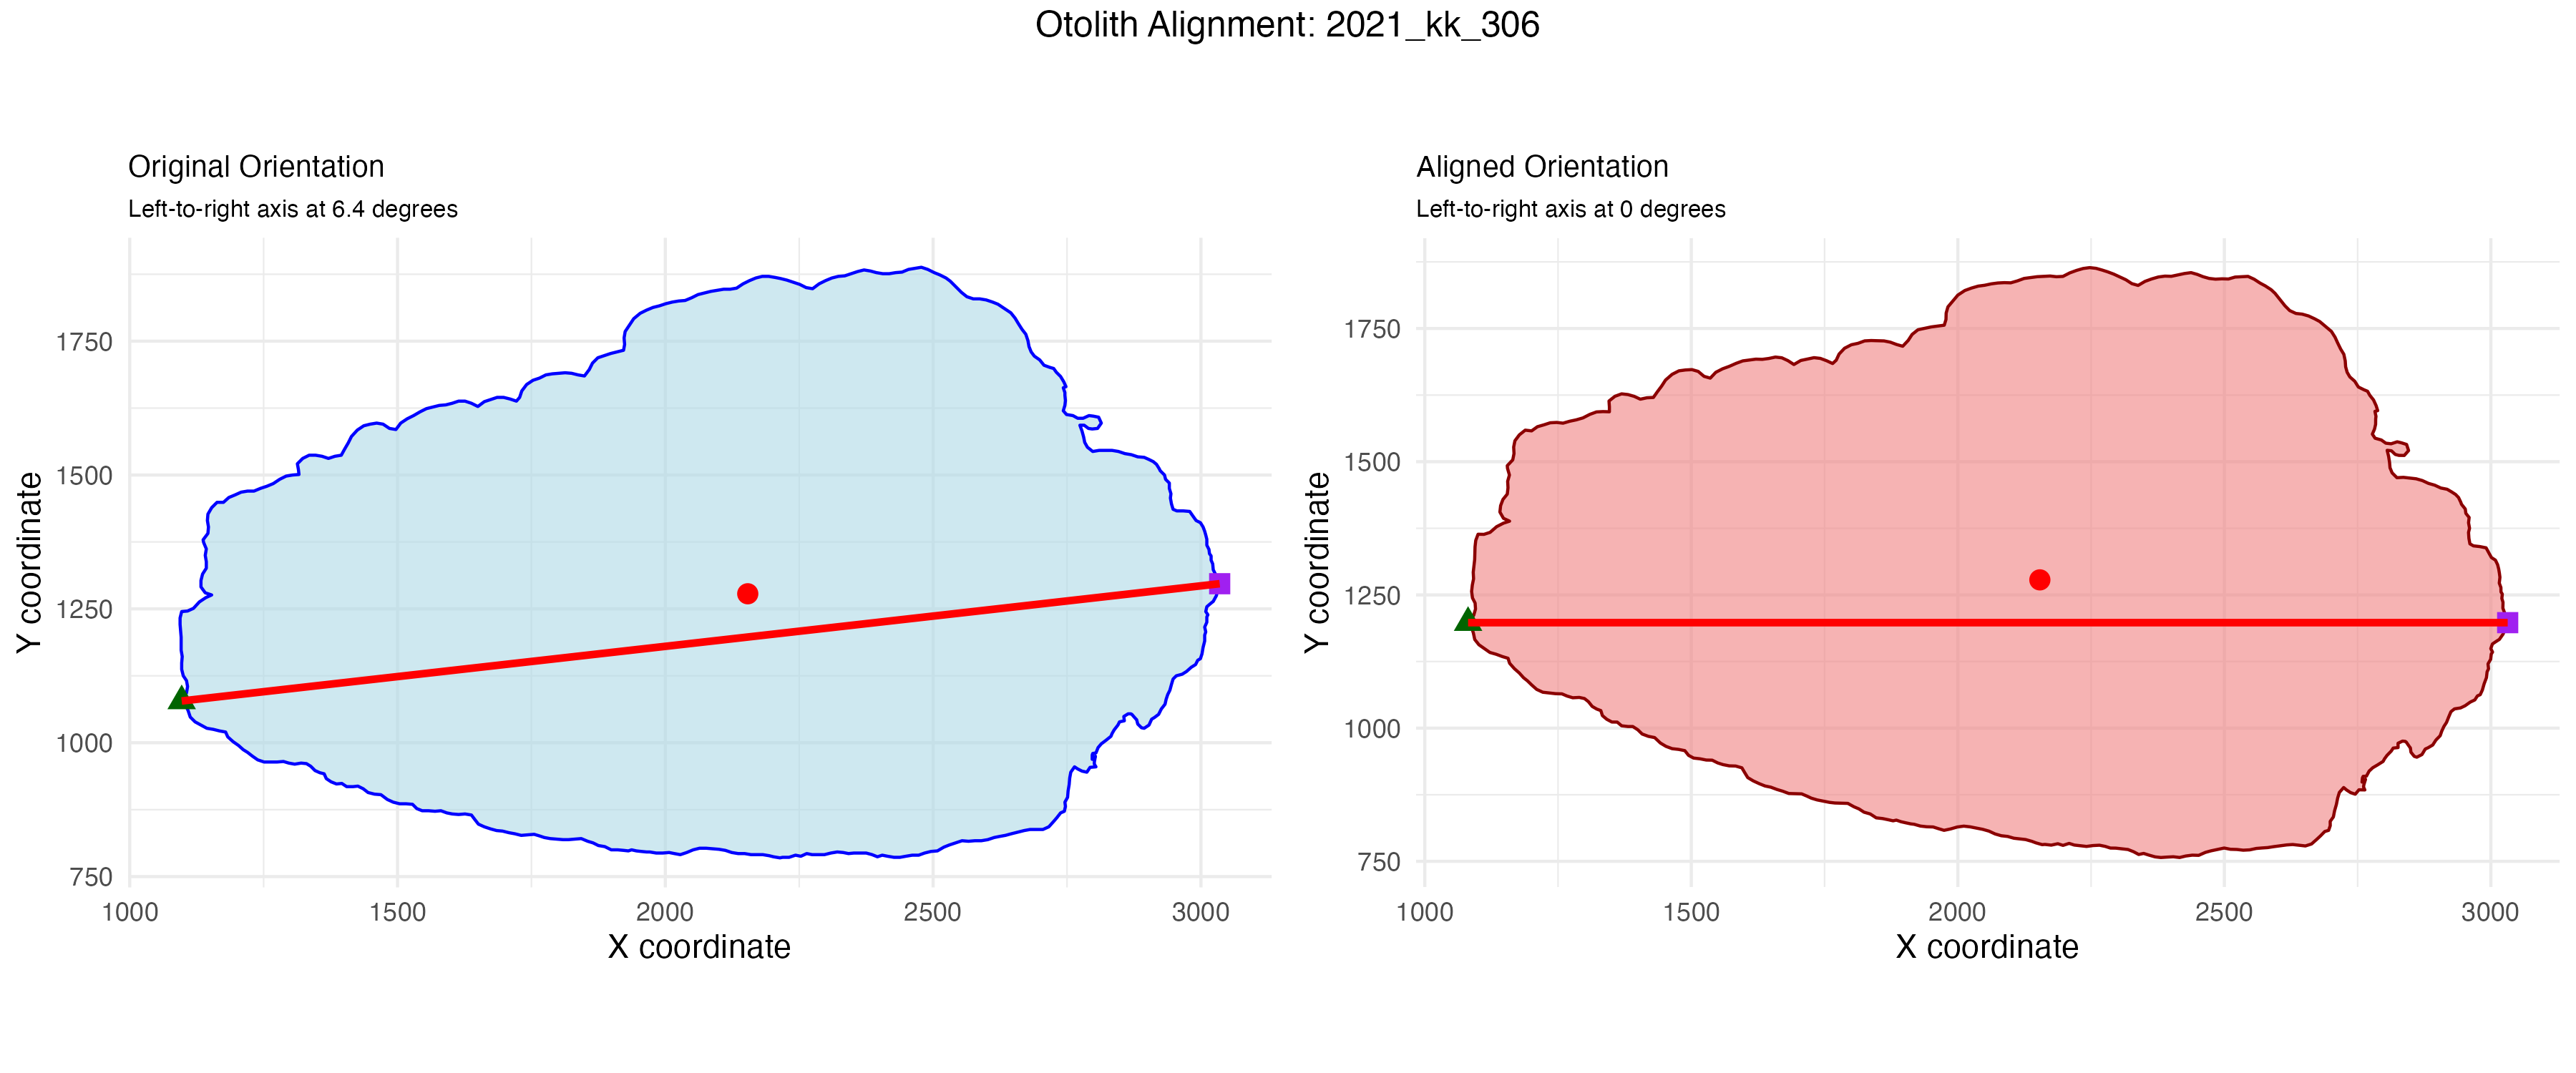 Otolith Alignment: 2021_kk_306
Original Orientation
Left-to-right axis at 6.4 degrees
Y coordinate
1750
1500
1250
1000
750
1000 1500 2000 2500 3000
X coordinate
Aligned Orientation
Left-to-right axis at 0 degrees
Y coordinate
1750
1500
1250
1000
750
1000 1500 2000 2500 3000
X coordinate